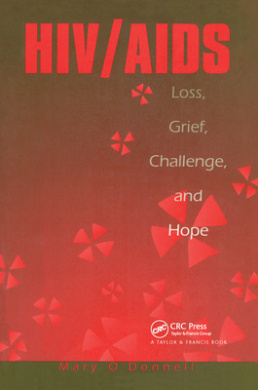 HIV/AIDS
Loss,
Grief,
Challenge,
and
Hope
CRC Press
Taylor & Francis Group
A TAYLOR & FRANCIS BOOK
Mary O'Donnell